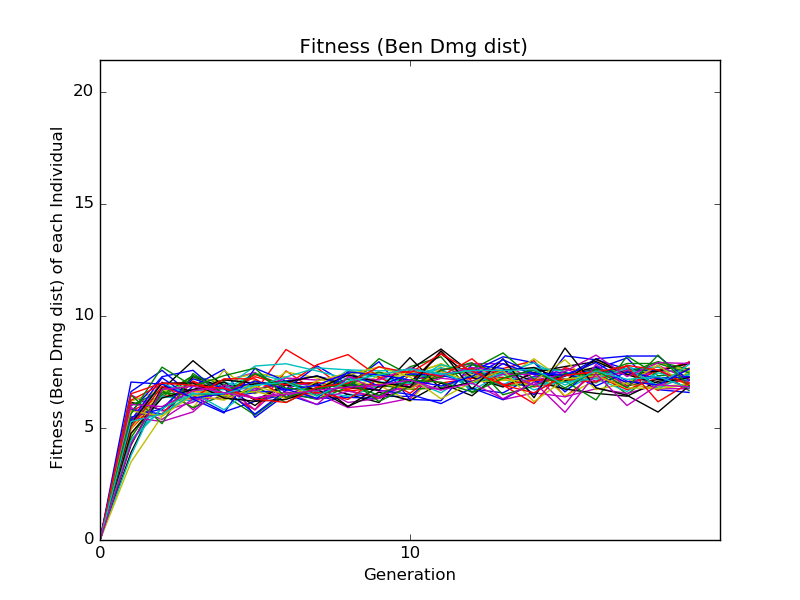 Fitness (Ben Dmg dist)
Fitness (Ben Dmg dist) of each Individual
20
15
10
5
0
0
10
Generation